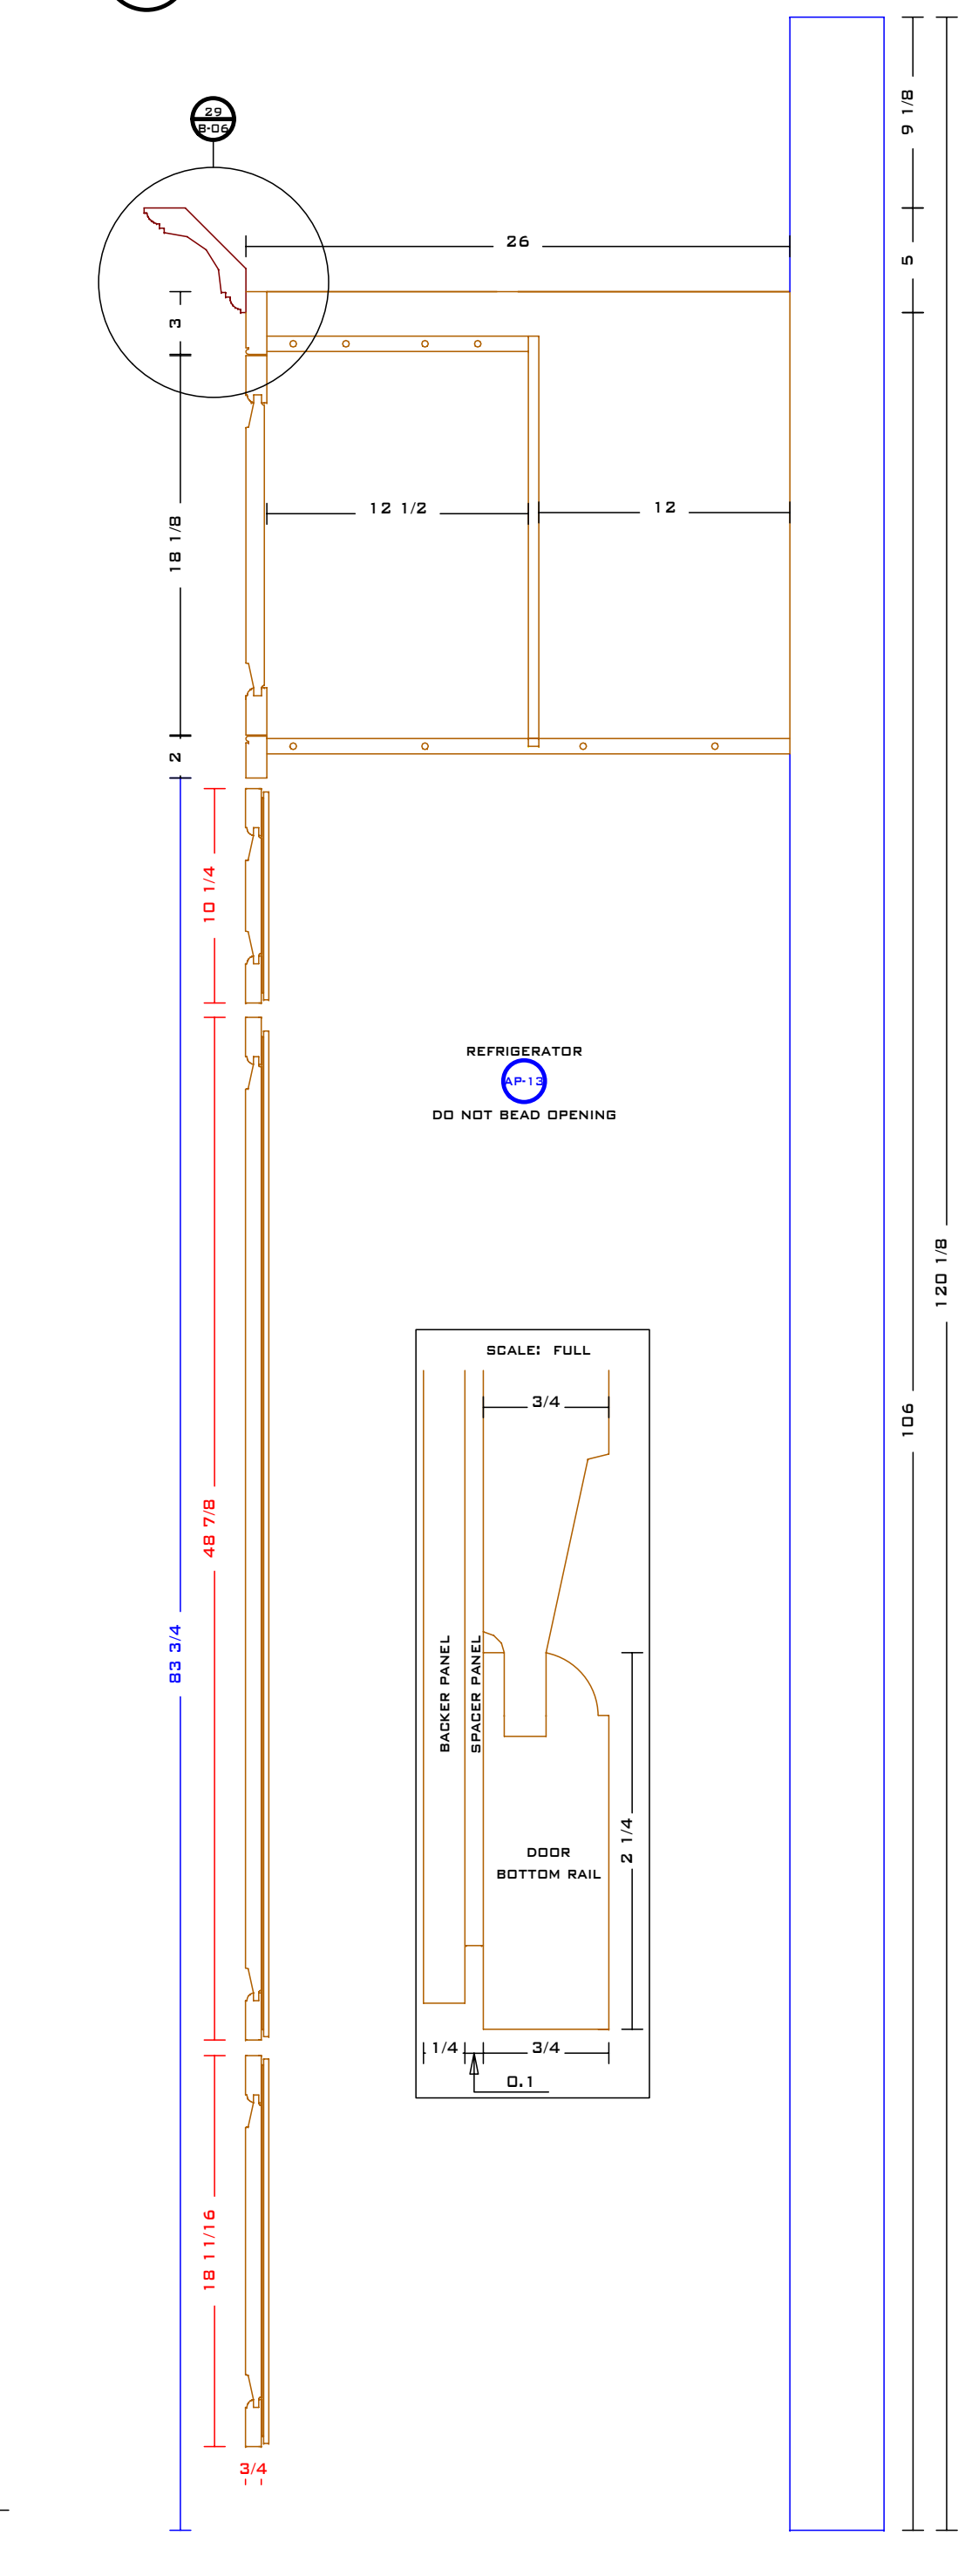 9 1/8
29
B-06
26
5
3
12 1/2
12
18 1/8
2
10 1/4
REFRIGERATOR
AP-13
DO NOT BEAD OPENING
120 1/8
SCALE: FULL
3/4
106
48 7/8
83 3/4
BACKER PANEL
SPACER PANEL
2 1/4
DOOR
BOTTOM RAIL
1/4
3/4
0.1
18 11/16
3/4